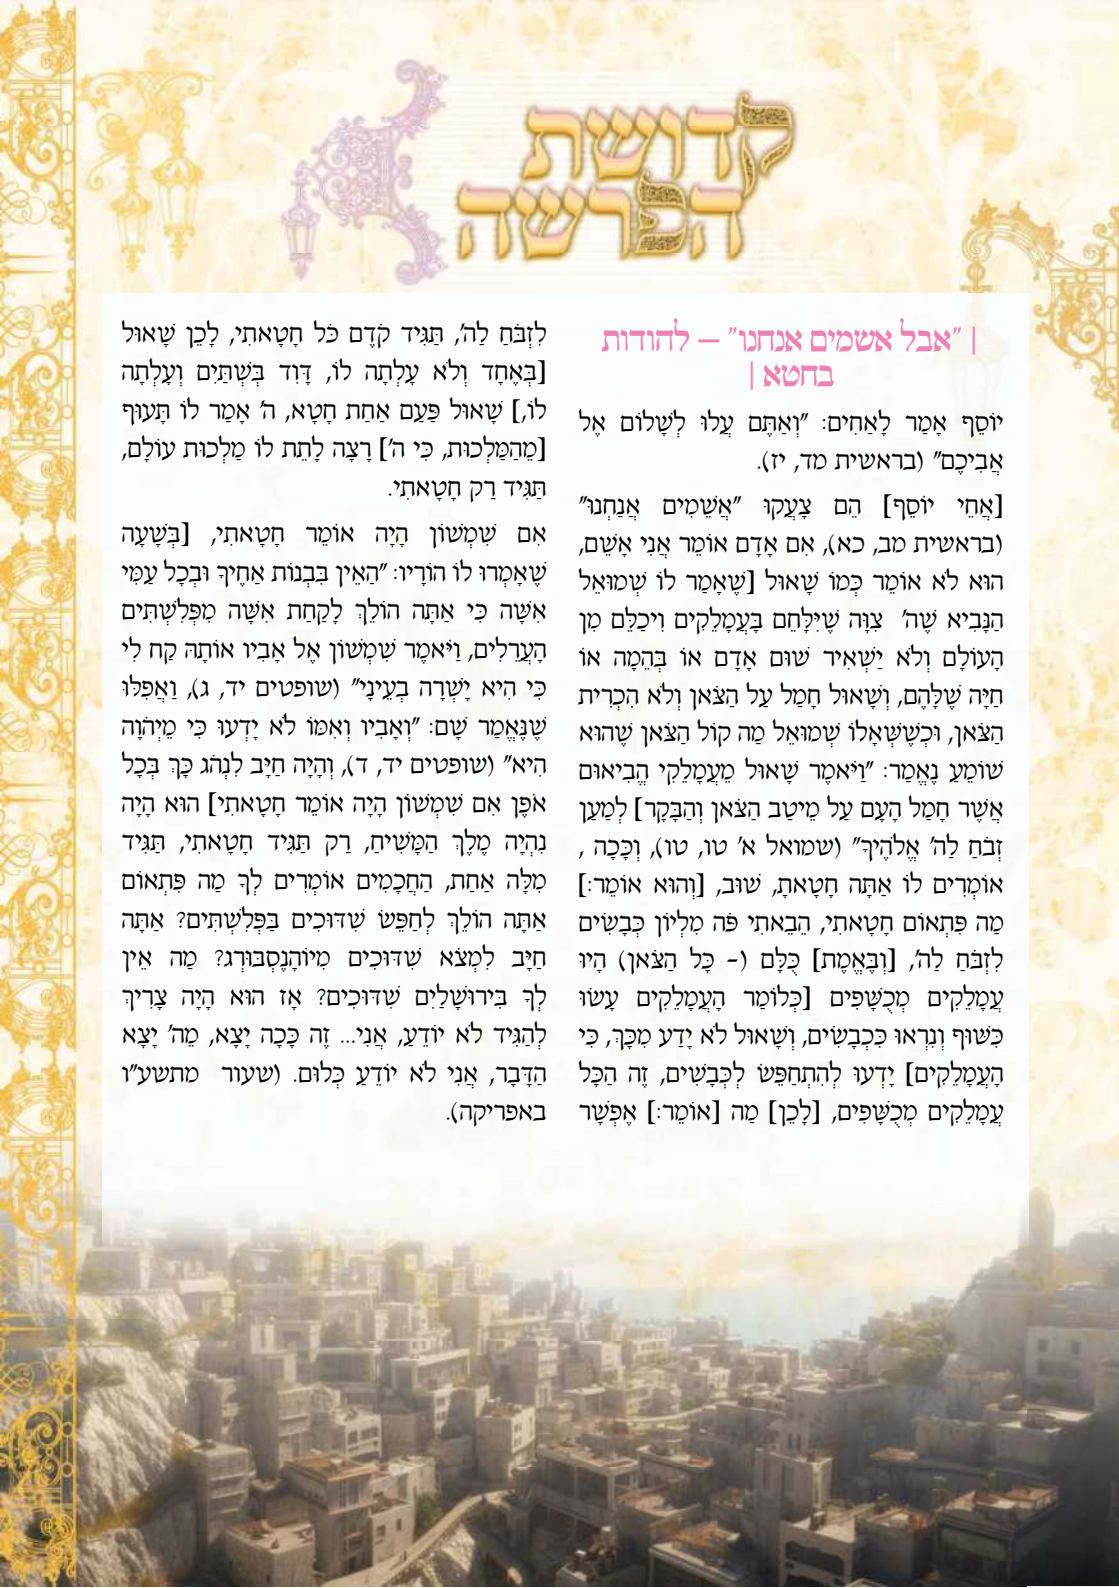 קדושת
הפרשה
| "אבל אשמים אנחנו" – להודות
בחטא |
יוֹסֵף אָמַר לָאַחִים: "וְאַתֶּם עֲלוּ לְשָׁלוֹם אֶל
אֲבִיכֶם" (בראשית מד, יז).
[אֲחֵי יוֹסֵף] הֵם צָעֲקוּ "אֲשֵׁמִים אֲנַחְנוּ"
(בראשית מב, כא), אִם אָדָם אוֹמֵר אֲנִי אָשֵׁם,
הוּא לֹא אוֹמֵר כְּמוֹ שָׁאוּל [שֶׁאָמַר לוֹ שְׁמוּאֵל
הַנָּבִיא שֶׁה' צִוָּה שֶׁיִּלָּחֵם בָּעֲמָלֵקִים וִיכַלֵּם מִן
הָעוֹלָם וְלֹא יַשְׁאִיר שׁוּם אָדָם אוֹ בְּהֵמָה אוֹ
חַיָּה שֶׁלָּהֶם, וְשָׁאוּל חָמַל עַל הַצֹּאן וְלֹא הִכְרִית
הַצֹּאן, וּכְשֶׁשְּׁאָלוֹ שְׁמוּאֵל מַה קוֹל הַצֹּאן שֶׁהוּא
שׁוֹמֵעַ נֶאֱמַר: "וַיֹּאמֶר שָׁאוּל מֵעֲמָלֵקִי הֱבִיאוּם
אֲשֶׁר חָמַל הָעָם עַל מֵיטַב הַצֹּאן וְהַבָּקָר] לְמַעַן
זְבֹחַ לַה' אֱלֹהֶיךָ" (שמואל א' טו, טו), וְכָכָה ,
אוֹמְרִים לוֹ אַתָּה חָטָאתָ, שׁוּב, [וְהוּא אוֹמֵר:]
מַה פִּתְאוֹם חָטָאתִי, הֵבֵאתִי פֹּה מִלְיוֹן כְּבָשִׂים
לִזְבֹּחַ לַה', [וּבֶאֱמֶת] כֻּלָּם (- כָּל הַצֹּאן) הָיוּ
עֲמָלֵקִים מְכַשְּׁפִים [כְּלוֹמַר הָעֲמָלֵקִים עָשׂוּ
כִּשּׁוּף וְנִרְאוּ כִּכְבָשִׂים, וְשָׁאוּל לֹא יָדַע מִכָּךְ, כִּי
הָעֲמָלֵקִים] יָדְעוּ לְהִתְחַפֵּשׂ לִכְבָשִׂים, זֶה הַכָּל
עֲמָלֵקִים מְכַשְּׁפִים, [לָכֵן] מַה [אוֹמֵר:] אֶפְשָׁר
לִזְבֹּחַ לַה', תַּגִּיד קֹדֶם כֹּל חָטָאתִי, לָכֵן שָׁאוּל
[בְּאֶחָד וְלֹא עָלְתָה לוֹ, דָּוִד בִּשְׁתַּיִם וְעָלְתָה
לוֹ,] שָׁאוּל פַּעַם אַחַת חָטָא, ה' אָמַר לוֹ תָּעוּף
[מֵהַמַּלְכוּת, כִּי ה'] רָצָה לָתֵת לוֹ מַלְכוּת עוֹלָם,
תַּגִּיד רַק חָטָאתִי.
אִם שִׁמְשׁוֹן הָיָה אוֹמֵר חָטָאתִי, [בְּשָׁעָה
שֶׁאָמְרוּ לוֹ הוֹרָיו: "הַאֵין בִּבְנוֹת אַחֶיךָ וּבְכָל עַמִּי
אִשָּׁה כִּי אַתָּה הוֹלֵךְ לָקַחַת אִשָּׁה מִפְּלִשְׁתִּים
הָעֲרֵלִים, וַיֹּאמֶר שִׁמְשׁוֹן אֶל אָבִיו אוֹתָהּ קַח לִי
כִּי הִיא יָשְׁרָה בְעֵינָי" (שופטים יד, ג), וַאֲפִלּוּ
שֶׁנֶּאֱמַר שָׁם: "וְאָבִיו וְאִמּוֹ לֹא יָדְעוּ כִּי מֵיְהֹוָה
הִיא" (שופטים יד, ד), וְהָיָה חַיָּב לִנְהֹג כָּךְ בְּכָל
אֹפֶן אִם שִׁמְשׁוֹן הָיָה אוֹמֵר חָטָאתִי] הוּא הָיָה
נִהְיָה מֶלֶךְ הַמָּשִׁיחַ, רַק תַּגִּיד חָטָאתִי, תַּגִּיד
מִלָּה אַחַת, הַחֲכָמִים אוֹמְרִים לְךָ מַה פִּתְאוֹם
אַתָּה הוֹלֵךְ לְחַפֵּשׂ שִׁדּוּכִים בַּפְּלִשְׁתִּים? אַתָּה
חַיָּב לִמְצֹא שִׁדּוּכִים מִיּוֹהָנֶסְבּוּרְג? מַה אֵין
לְךָ בִּירוּשָׁלַיִם שִׁדּוּכִים? אָז הוּא הָיָה צָרִיךְ
לְהַגִּיד לֹא יוֹדֵעַ, אֲנִי... זֶה כָּכָה יָצָא, מֵה' יָצָא
הַדָּבָר, אֲנִי לֹא יוֹדֵעַ כְּלוּם. (שעור מתשע"ו
באפריקה).